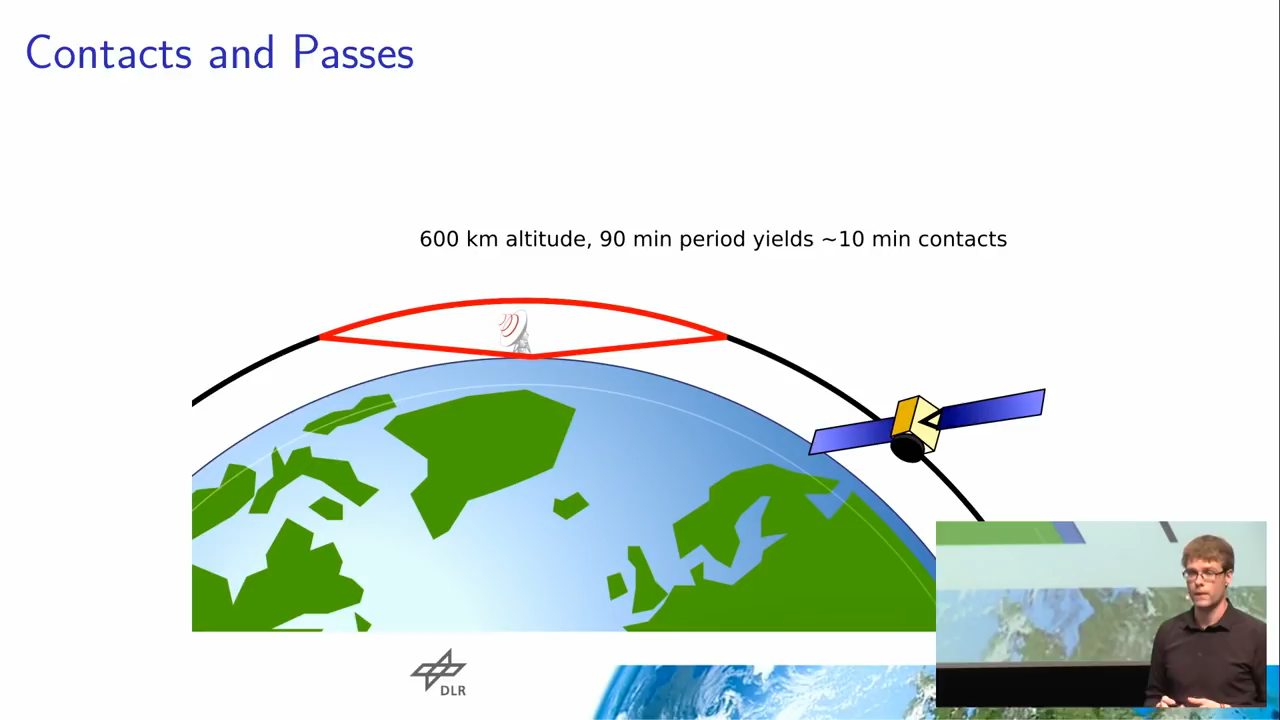 Contacts and Passes
600 km altitude, 90 min period yields ~10 min contacts
DLR